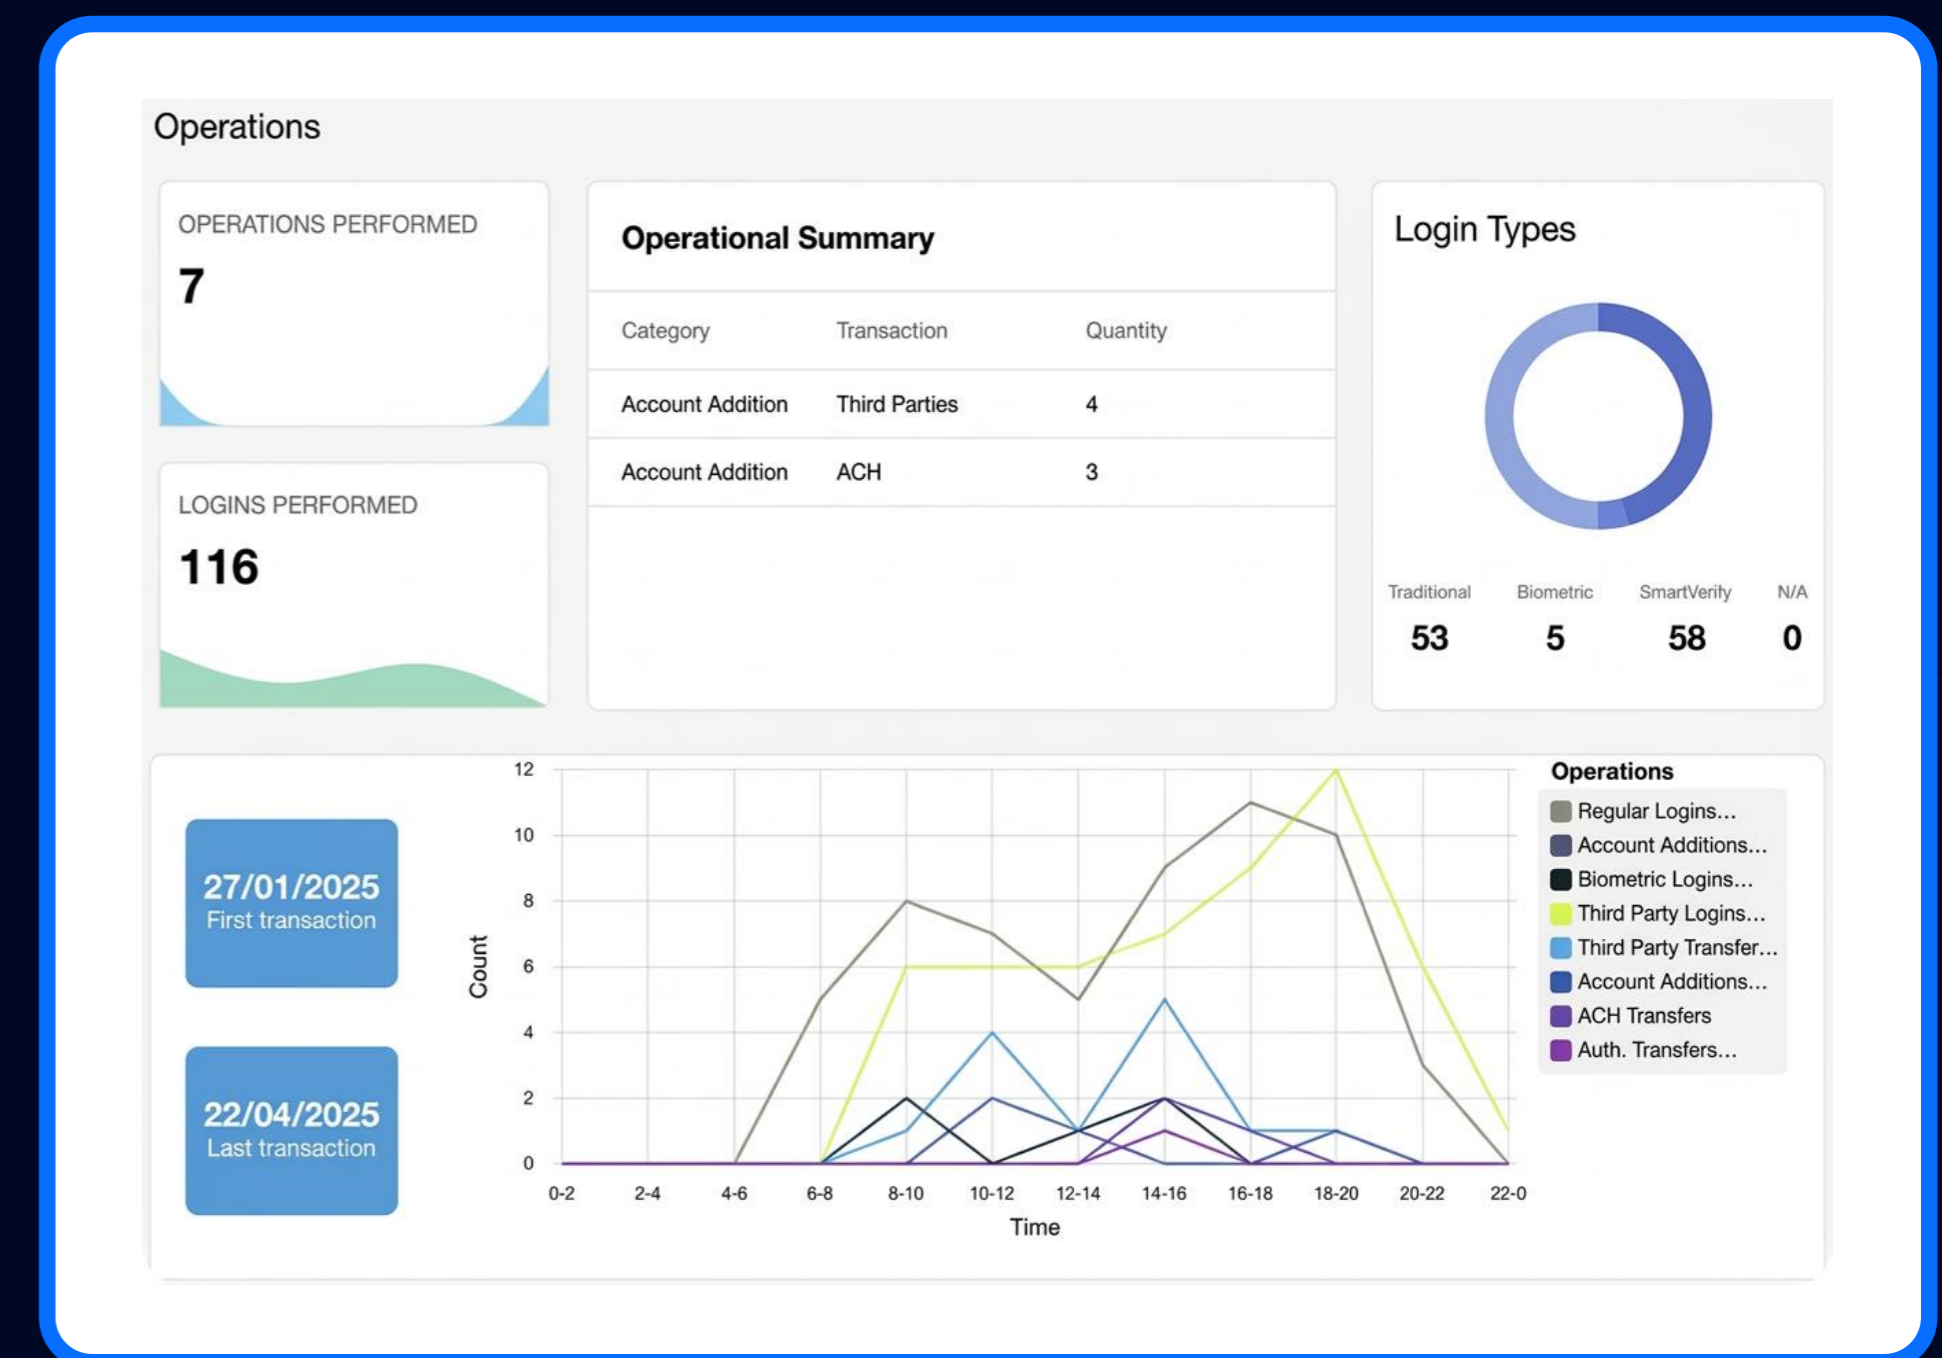 Operations
OPERATIONS PERFORMED
7
LOGINS PERFORMED
116
Operational Summary
Category Transaction Quantity
Account Addition Third Parties 4
Account Addition ACH 3
Login Types
Traditional Biometric SmartVerify N/A
53 5 58 0
27/01/2025
First transaction
22/04/2025
Last transaction
Count
12
10
8
6
4
2
0
0-2 2-4 4-6 6-8 8-10 10-12 12-14 14-16 16-18 18-20 20-22 22-0
Time
Operations
Regular Logins...
Account Additions...
Biometric Logins...
Third Party Logins...
Third Party Transfer...
Account Additions...
ACH Transfers
Auth. Transfers...